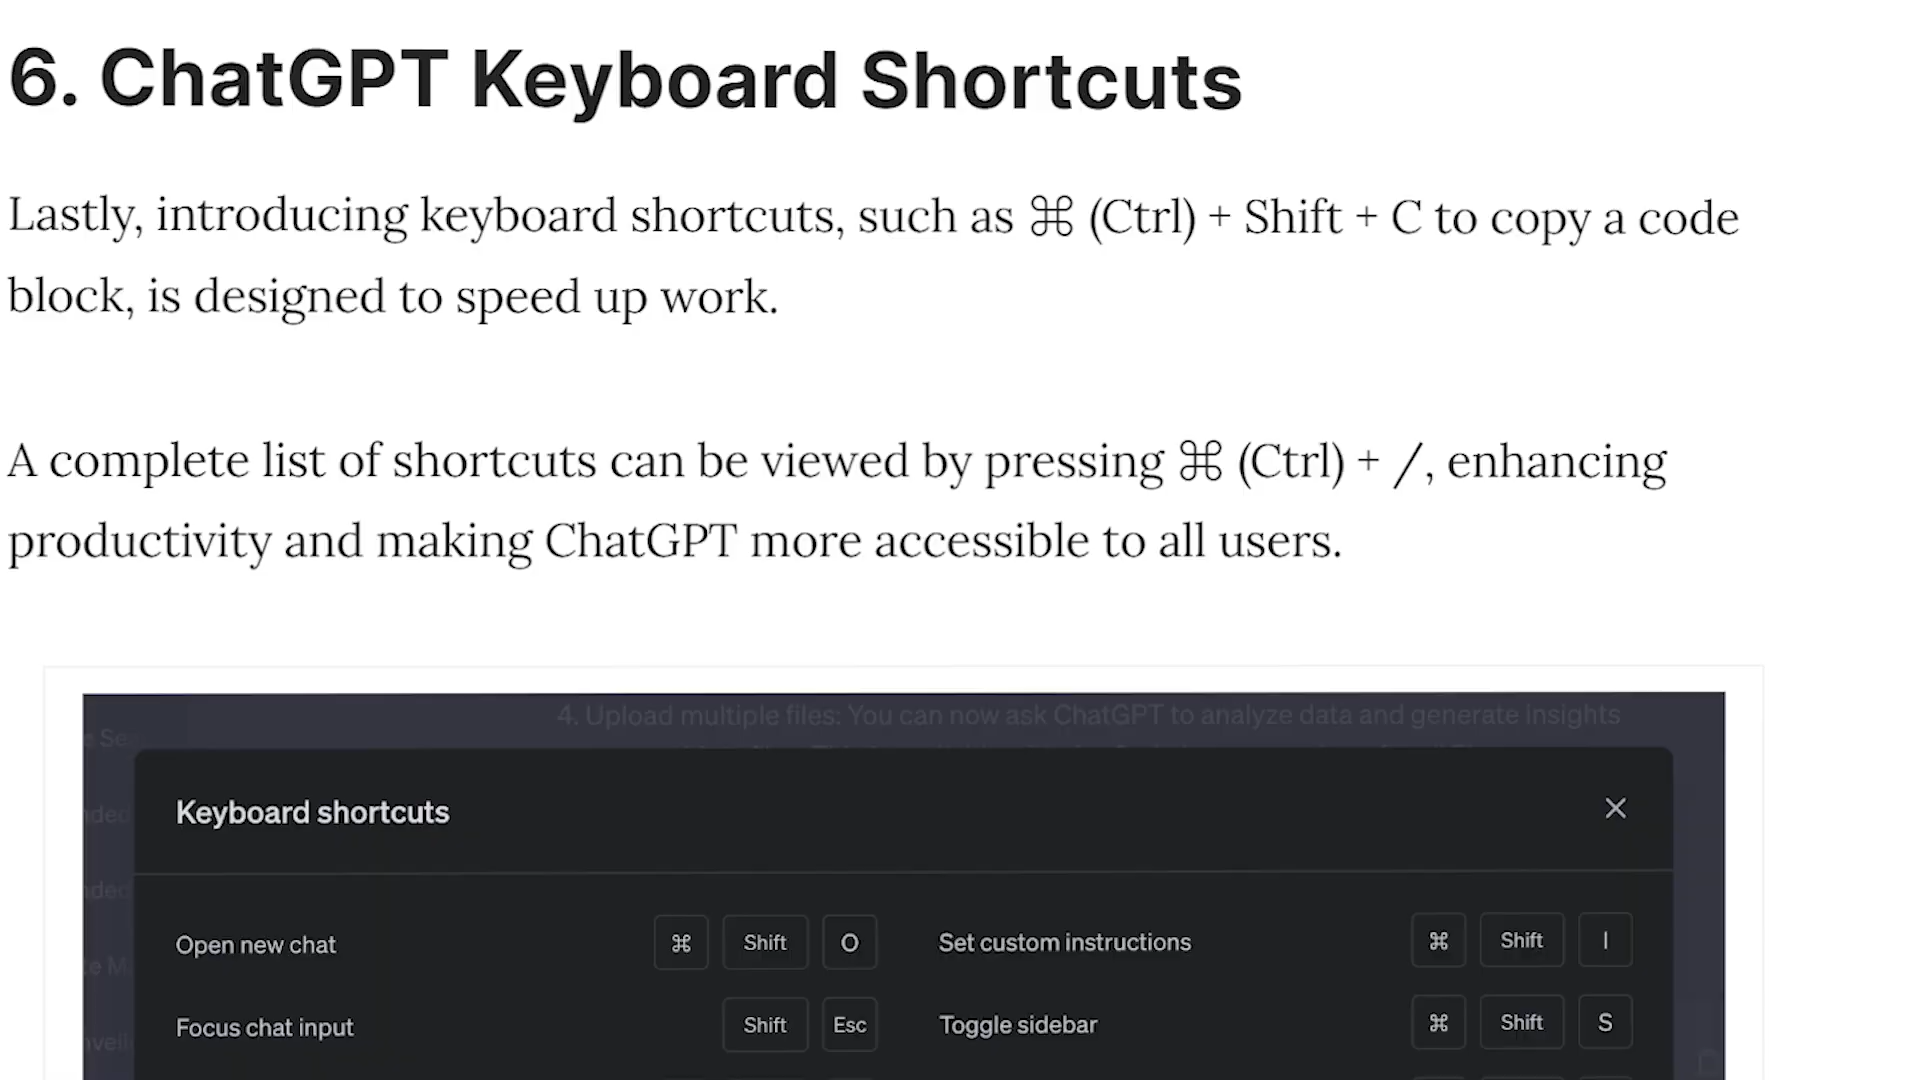 6. ChatGPT Keyboard Shortcuts
Lastly, introducing keyboard shortcuts, such as ⌘ (Ctrl) + Shift + C to copy a code
block, is designed to speed up work.
A complete list of shortcuts can be viewed by pressing ⌘ (Ctrl) + /, enhancing
productivity and making ChatGPT more accessible to all users.
4. Upload multiple files: You can now ask ChatGPT to analyze data and generate insights
Keyboard shortcuts
Open new chat ⌘ Shift O Set custom instructions ⌘ Shift I
Focus chat input Shift Esc Toggle sidebar ⌘ Shift S